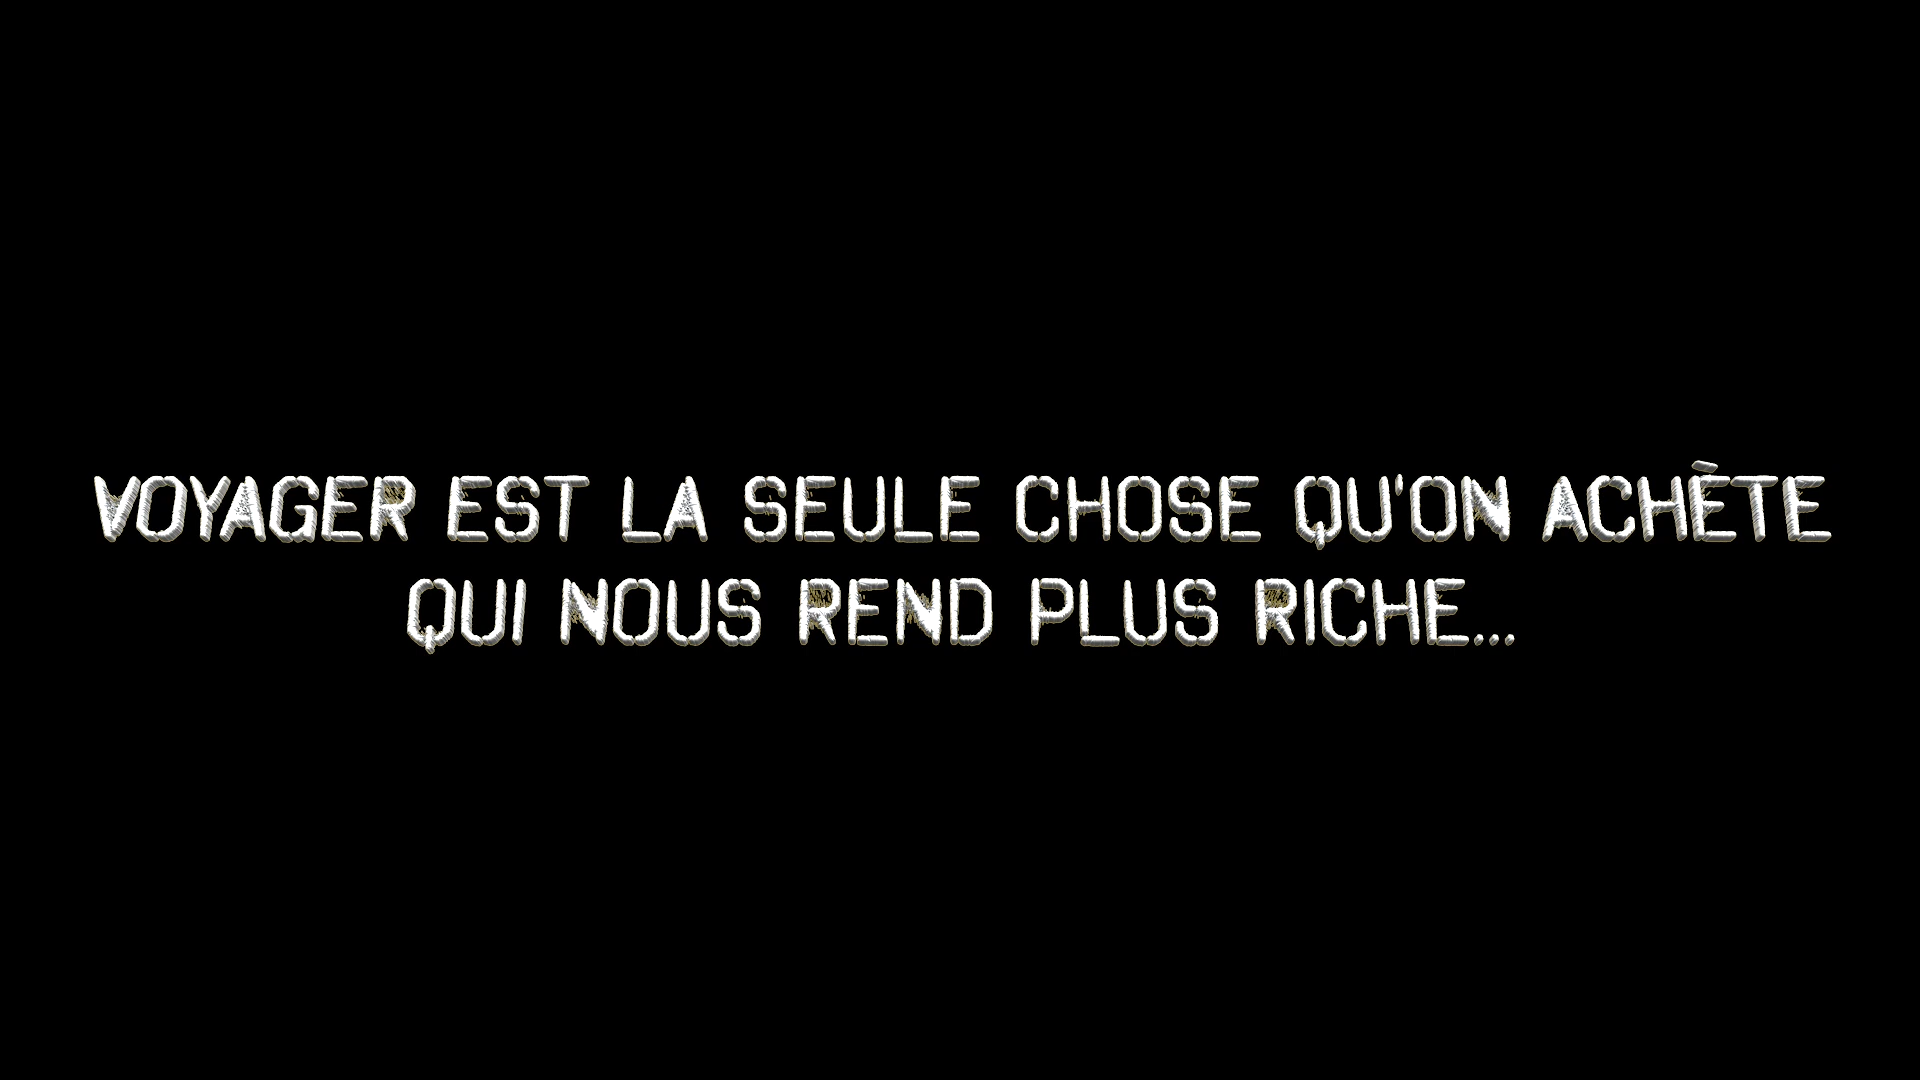 VOYAGER EST LA SEULE CHOSE QU'ON ACHÈTE
QUI NOUS REND PLUS RICHE...